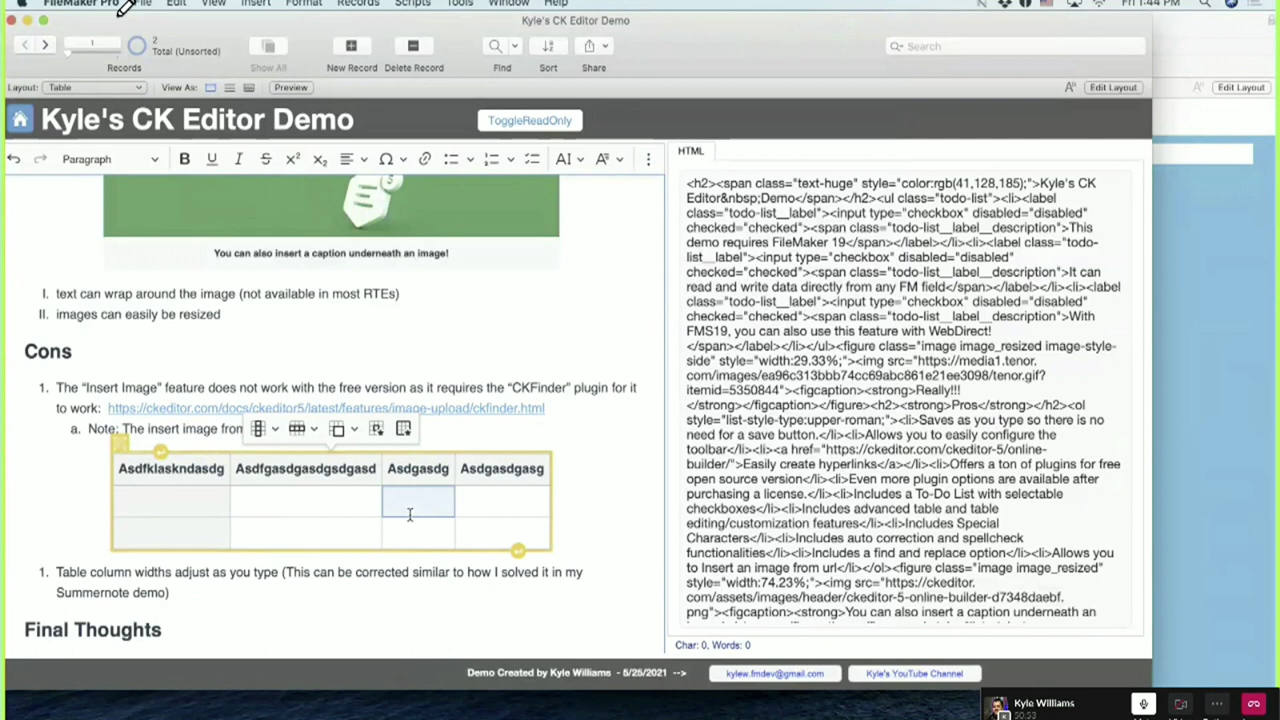 FileMaker Pro File Edit View Insert Format Records Scripts Tools Window Help Fri 1:44 PM
Kyle's CK Editor Demo
1 2
Total (Unsorted)
Records Show All New Record Delete Record Find Sort Share
Search
Layout: Table View As: Preview Edit Layout Edit Layout
Kyle's CK Editor Demo
ToggleReadOnly
Paragraph
You can also insert a caption underneath an image!
I. text can wrap around the image (not available in most RTEs)
II. images can easily be resized
Cons
1. The “Insert Image” feature does not work with the free version as it requires the “CKFinder” plugin for it
to work: https://ckeditor.com/docs/ckeditor5/latest/features/image-upload/ckfinder.html
a. Note: The insert image from
Asdfklaskndasdg Asdfgasdgasdgsdgasd Asdgasdg Asdgasdgasg
1. Table column widths adjust as you type (This can be corrected similar to how I solved it in my
Summernote demo)
Final Thoughts
HTML
<h2><span class="text-huge" style="color:rgb(41,128,185);">Kyle's CK
Editor&nbsp;Demo</span></h2><ul class="todo-list"><li><label
class="todo-list__label"><input type="checkbox" disabled="disabled"
checked="checked"><span class="todo-list__label__description">This
demo requires FileMaker 19</span></label></li><li><label class="todo-
list__label"><input type="checkbox" disabled="disabled"
checked="checked"><span class="todo-list__label__description">It can
read and write data directly from any FM field</span></label></li><li><label
class="todo-list__label"><input type="checkbox" disabled="disabled"
checked="checked"><span class="todo-list__label__description">With
FMS19, you can also use this feature with WebDirect!
</span></label></li></ul><figure class="image image_resized image-style-
side" style="width:29.33%;"><img src="https://media1.tenor.
com/images/ea96c313bbb74cc69abc861e21ee3098/tenor.gif?
itemid=5350844"><figcaption><strong>Really!!!
</strong></figcaption></figure><h2><strong>Pros</strong></h2><ol
style="list-style-type:upper-roman;"><li>Saves as you type so there is no
need for a save button.</li><li>Allows you to easily configure the
toolbar</li><li><a href="https://ckeditor.com/ckeditor-5/online-
builder/">Easily create hyperlinks</a></li><li>Offers a ton of plugins for free
open source version</li><li>Even more plugin options are available after
purchasing a license.</li><li>Includes a To-Do List with selectable
checkboxes</li><li>Includes advanced table and table
editing/customization features</li><li>Includes Special
Characters</li><li>Includes auto correction and spellcheck
functionalities</li><li>Includes a find and replace option</li><li>Allows you
to Insert an image from url</li></ol><figure class="image image_resized"
style="width:74.23%;"><img src="https://ckeditor.
com/assets/images/header/ckeditor-5-online-builder-d7348daebf.
png"><figcaption><strong>You can also insert a caption underneath an
Char: 0, Words: 0
Demo Created by Kyle Williams - 5/25/2021 --> kylew.fmdev@gmail.com Kyle's YouTube Channel
Kyle Williams
50:53